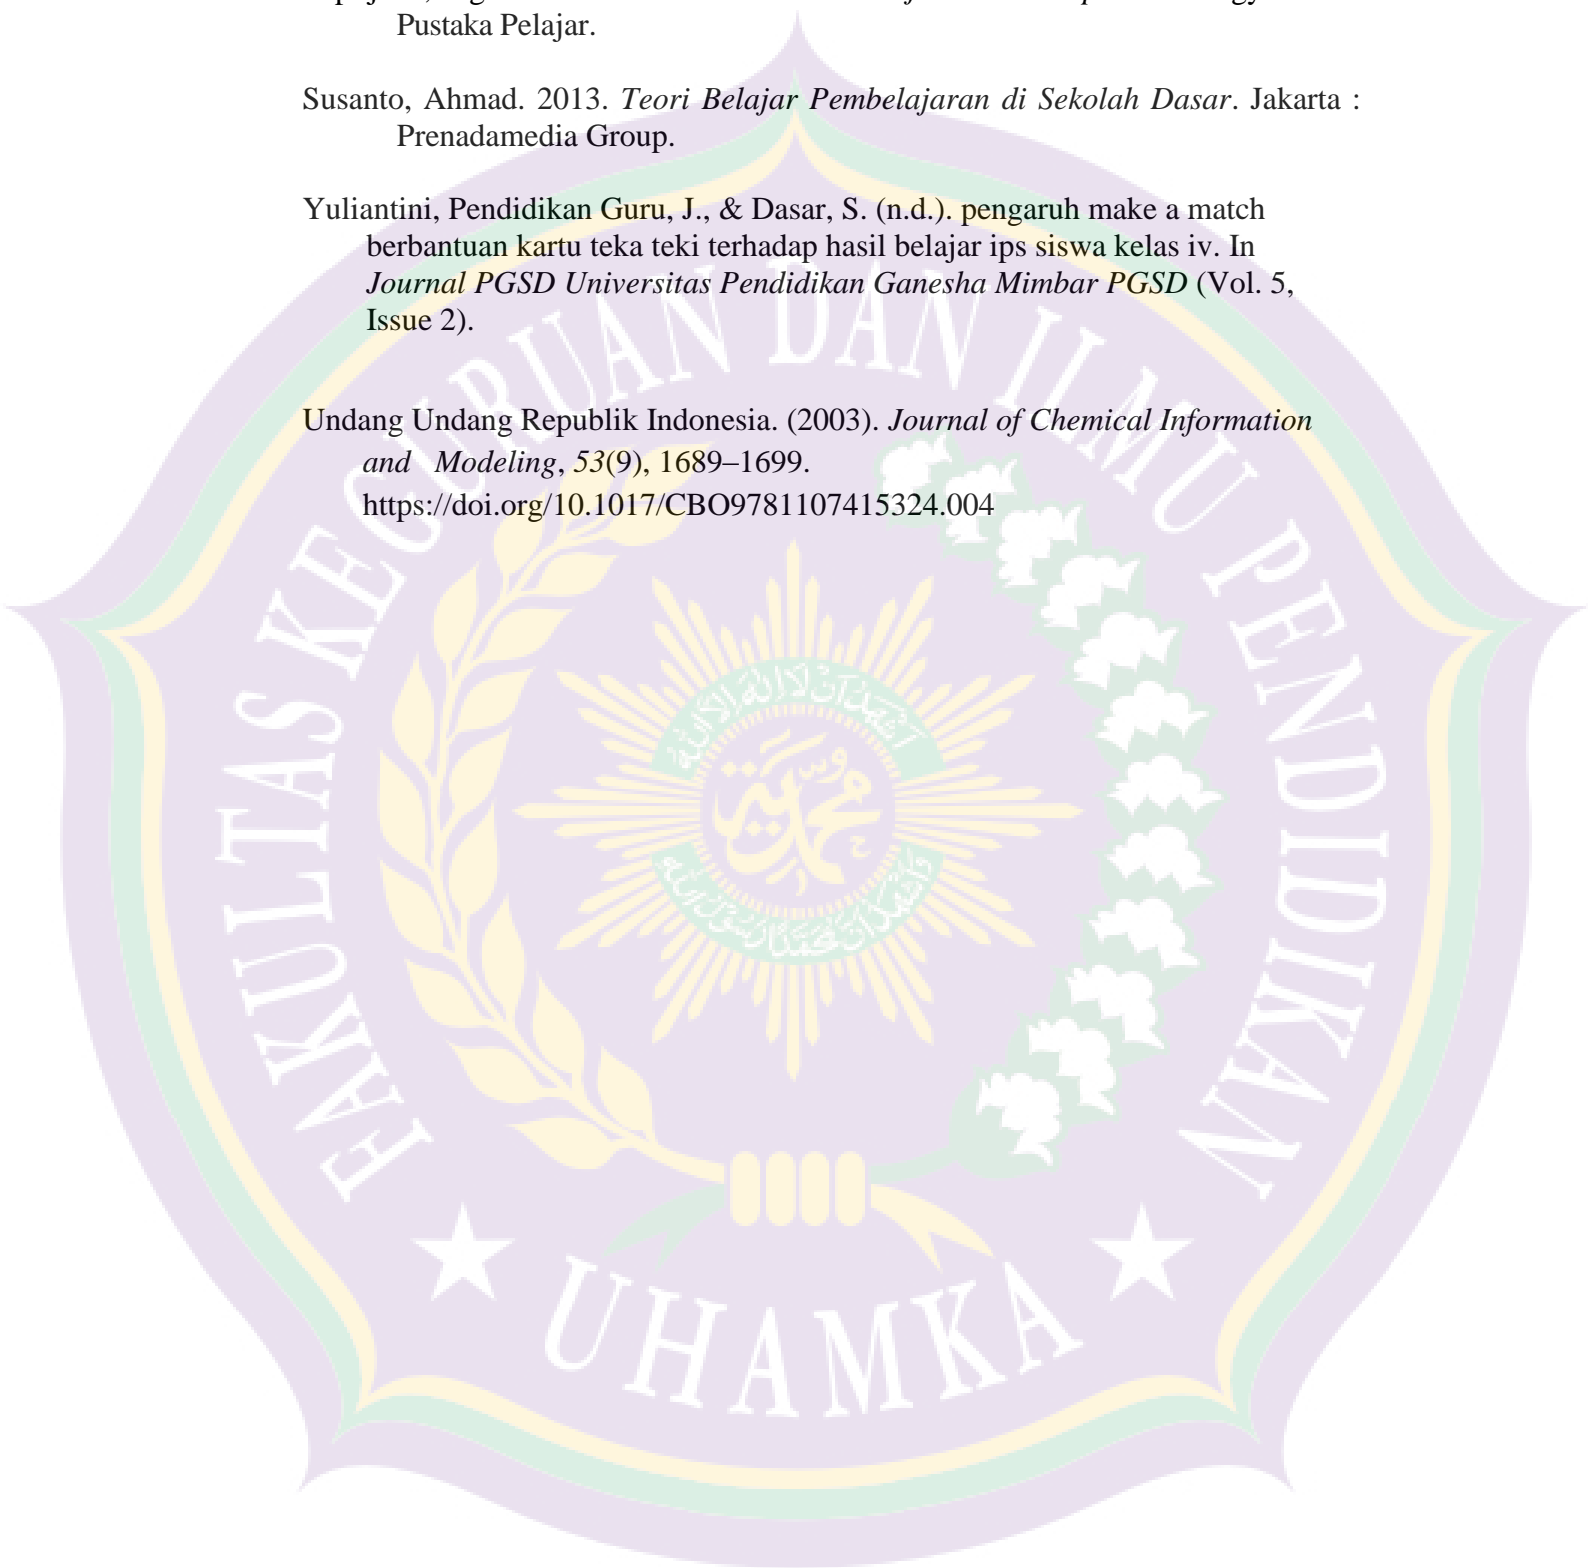 Pustaka Pelajar.
Susanto, Ahmad. 2013. Teori Belajar Pembelajaran di Sekolah Dasar. Jakarta :
Prenadamedia Group.
Yuliantini, Pendidikan Guru, J., & Dasar, S. (n.d.). pengaruh make a match
berbantuan kartu teka teki terhadap hasil belajar ips siswa kelas iv. In
Journal PGSD Universitas Pendidikan Ganesha Mimbar PGSD (Vol. 5,
Issue 2).
Undang Undang Republik Indonesia. (2003). Journal of Chemical Information
and Modeling, 53(9), 1689–1699.
https://doi.org/10.1017/CBO9781107415324.004
FAKULTAS KEGURUAN DAN ILMU PENDIDIKAN
UHAMKA